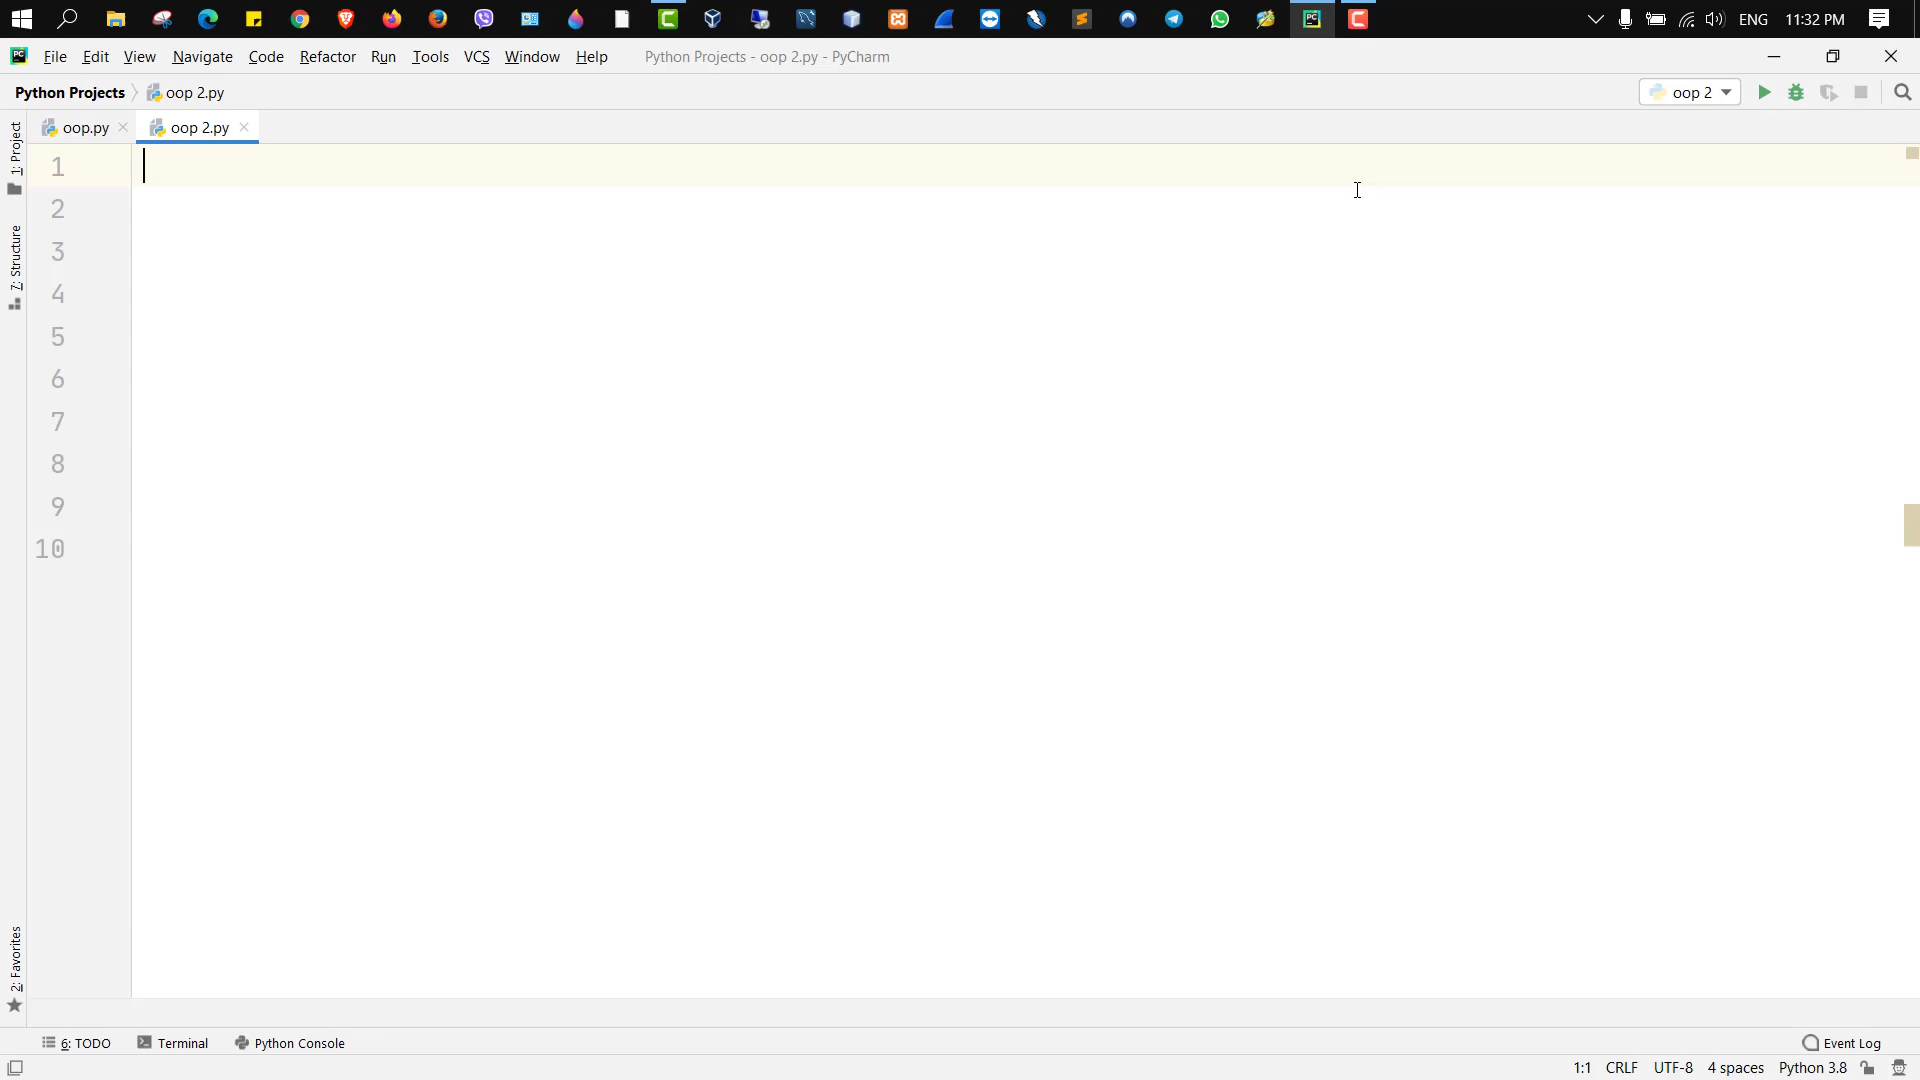 ENG 11:32 PM
PC File Edit View Navigate Code Refactor Run Tools VCS Window Help Python Projects - oop 2.py - PyCharm
Python Projects oop 2.py oop 2
oop.py oop 2.py
1: Project
7: Structure
2: Favorites
1
2
3
4
5
6
7
8
9
10
6: TODO Terminal Python Console Event Log
1:1 CRLF UTF-8 4 spaces Python 3.8